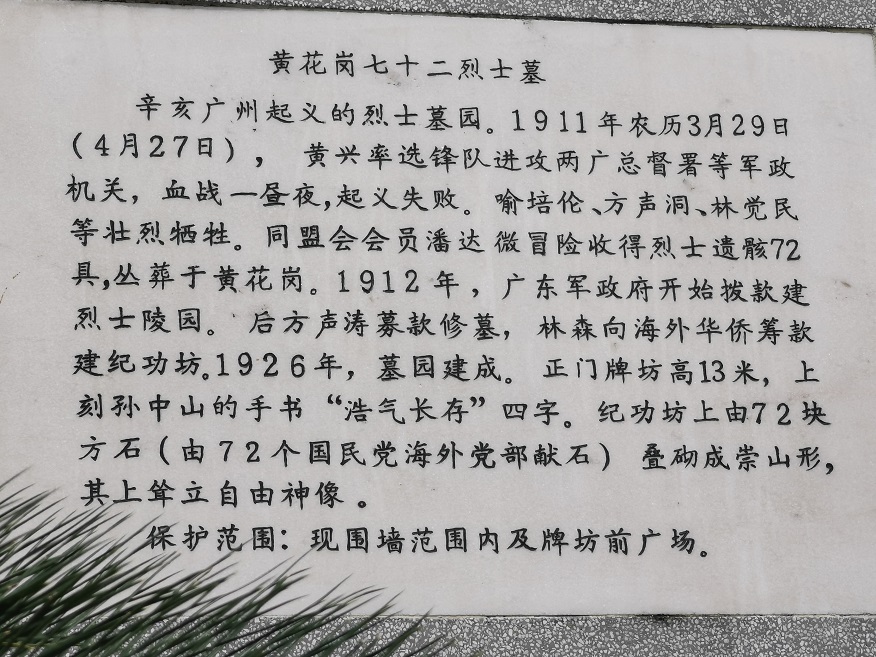 黄花岗七十二烈士墓
辛亥广州起义的烈士墓园。1911年农历3月29日
(4月27日)，黄兴率选锋队进攻两广总督署等军政
机关，血战一昼夜，起义失败。喻培伦、方声洞、林觉民
等壮烈牺牲。同盟会会员潘达微冒险收得烈士遗骸72
具，丛葬于黄花岗。1912年，广东军政府开始拨款建
烈士陵园。后方声涛募款修墓，林森向海外华侨筹款
建纪功坊。1926年，墓园建成。正门牌坊高13米，上
刻孙中山的手书“浩气长存”四字。纪功坊上由72块
方石(由72个国民党海外党部献石)叠砌成崇山形，
其上耸立自由神像。
保护范围：现围墙范围内及牌坊前广场。